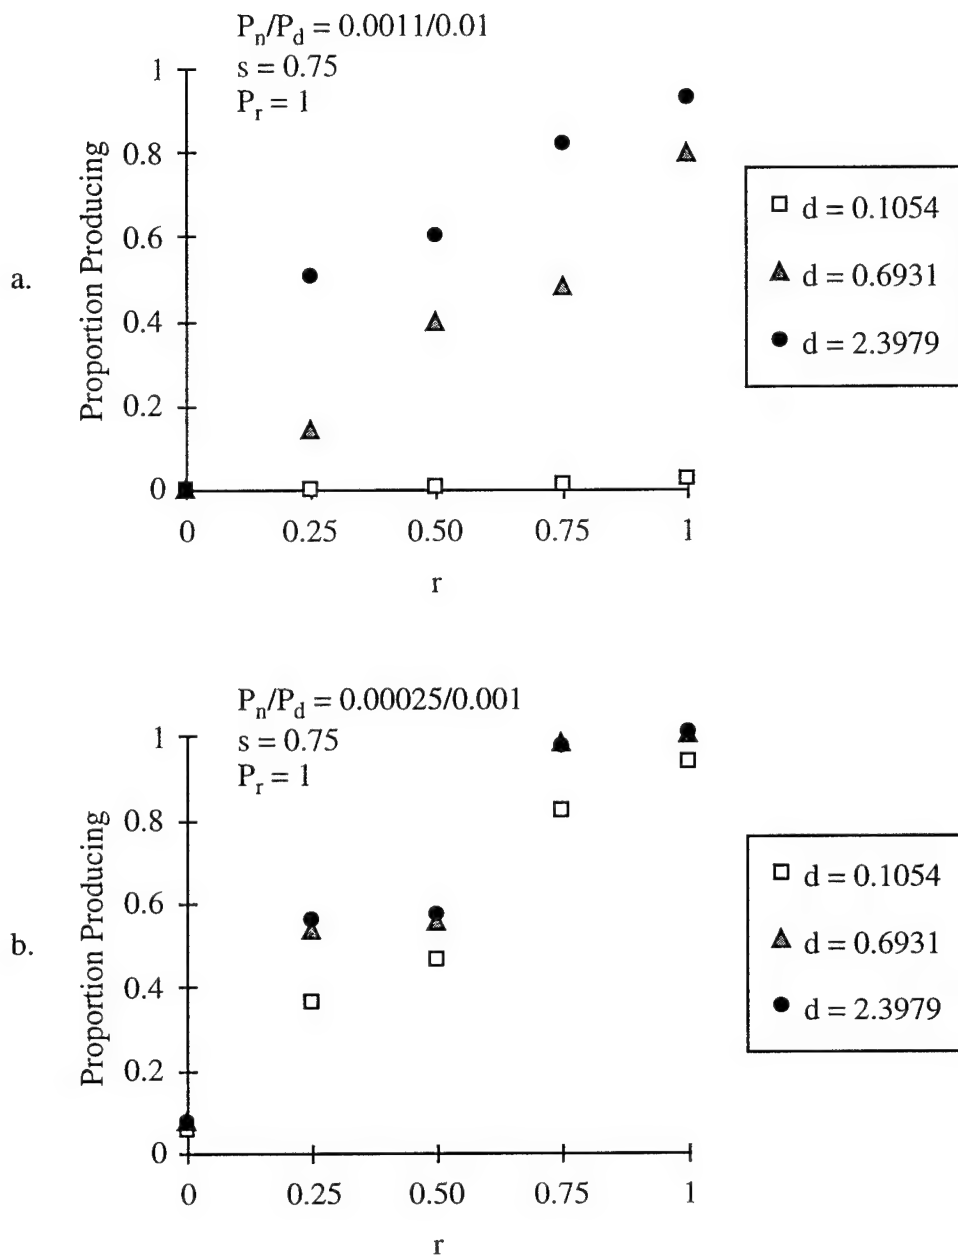 a.
Pₙ/P_d = 0.0011/0.01
s = 0.75
Pᵣ = 1
Proportion Producing
1
0.8
0.6
0.4
0.2
0
0 0.25 0.50 0.75 1
r
d = 0.1054
d = 0.6931
d = 2.3979
b.
Pₙ/P_d = 0.00025/0.001
s = 0.75
Pᵣ = 1
Proportion Producing
1
0.8
0.6
0.4
0.2
0
0 0.25 0.50 0.75 1
r
d = 0.1054
d = 0.6931
d = 2.3979